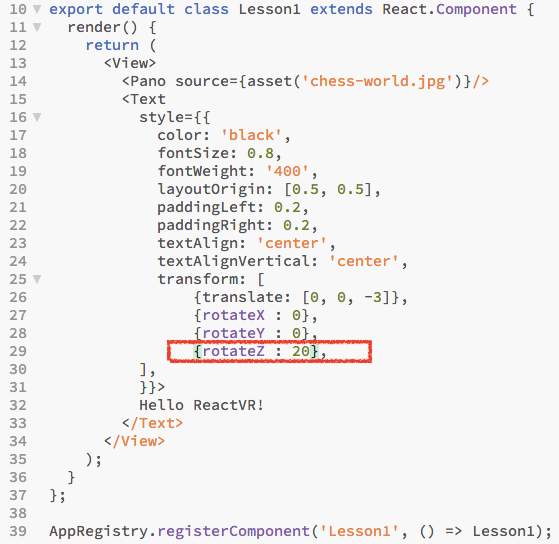 10 export default class Lesson1 extends React.Component {
11   render() {
12     return (
13       <View>
14         <Pano source={asset('chess-world.jpg')}/>
15         <Text
16           style={{
17             color: 'black',
18             fontSize: 0.8,
19             fontWeight: '400',
20             layoutOrigin: [0.5, 0.5],
21             paddingLeft: 0.2,
22             paddingRight: 0.2,
23             textAlign: 'center',
24             textAlignVertical: 'center',
25             transform: [
26                 {translate: [0, 0, -3]},
27                 {rotateX : 0},
28                 {rotateY : 0},
29                 {rotateZ : 20},
30           ],
31           }}>
32           Hello ReactVR!
33         </Text>
34       </View>
35     );
36   }
37 };
38
39 AppRegistry.registerComponent('Lesson1', () => Lesson1);